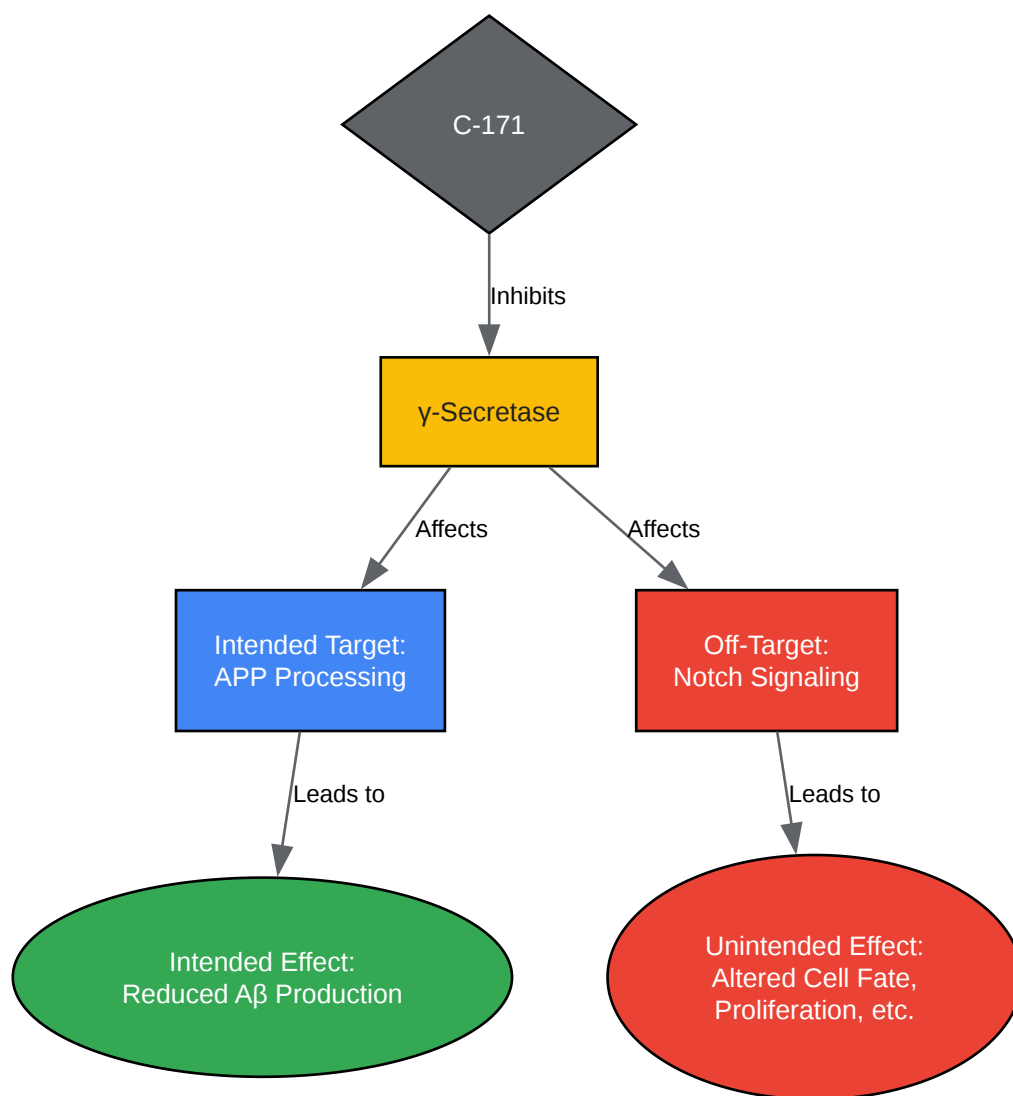 C-171
Inhibits
γ-Secretase
Affects
Affects
Intended Target:
APP Processing
Off-Target:
Notch Signaling
Leads to
Leads to
Intended Effect:
Reduced Aβ Production
Unintended Effect:
Altered Cell Fate,
Proliferation, etc.